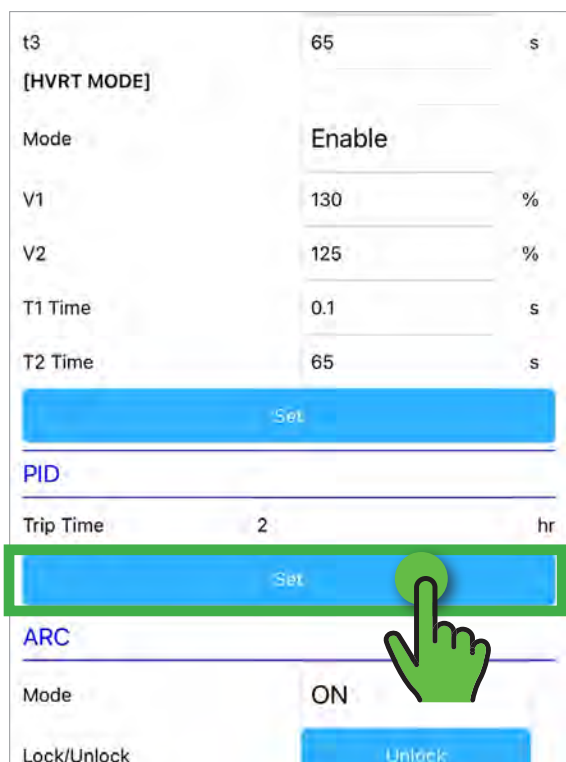 t3 65 s
[HVRT MODE]
Mode Enable
V1 130 %
V2 125 %
T1 Time 0.1 s
T2 Time 65 s
Set
PID
Trip Time 2 hr
Set
ARC
Mode ON
Lock/Unlock Unlock